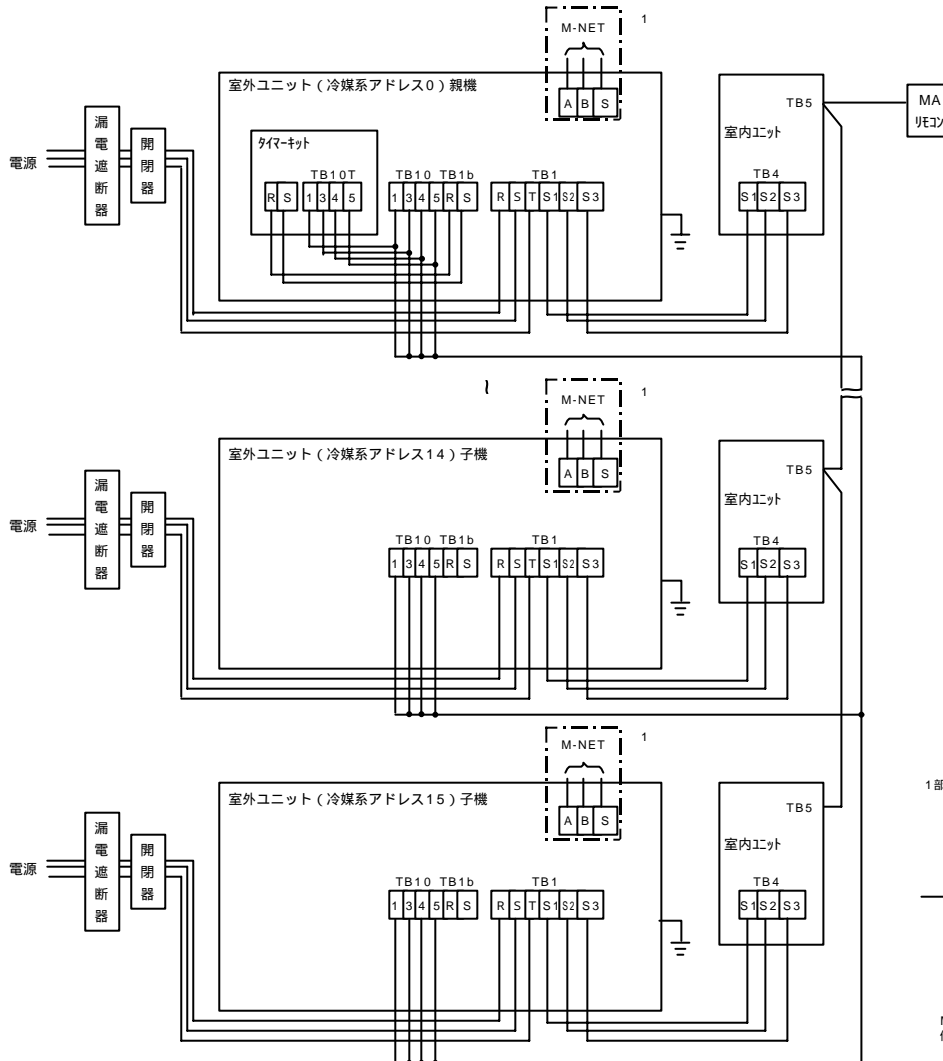 M-NET
1
A B S
室外ユニット(冷媒系アドレス0)親機
TB5
MA
リモコン
室内ユニット
漏電遮断器
開閉器
電源
タイマーキット
TB10T
TB10 TB1b
TB1
TB4
R S 1 3 4 5
1 3 4 5 R S
R S T S1 S2 S3
S1 S2 S3
~
M-NET
1
A B S
室外ユニット(冷媒系アドレス14)子機
TB5
室内ユニット
漏電遮断器
開閉器
電源
TB10 TB1b
TB1
TB4
1 3 4 5 R S
R S T S1 S2 S3
S1 S2 S3
M-NET
1
A B S
室外ユニット(冷媒系アドレス15)子機
1部
TB5
室内ユニット
漏電遮断器
開閉器
電源
TB10 TB1b
TB1
TB4
1 3 4 5 R S
R S T S1 S2 S3
S1 S2 S3